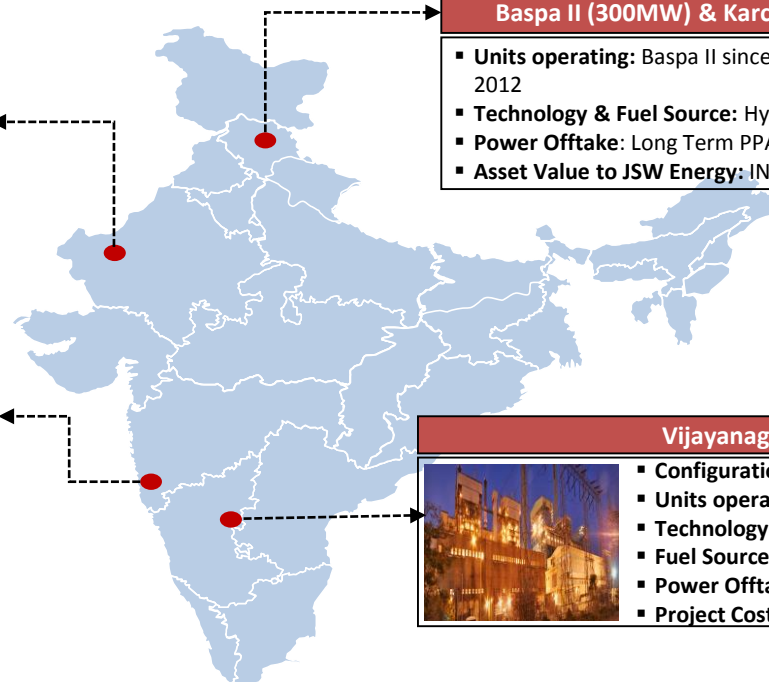 Baspa II (300MW) & Karc
Units operating: Baspa II since
2012
Technology & Fuel Source: Hy
Power Offtake: Long Term PPA
Asset Value to JSW Energy: IN
Vijayanag
Configuratio
Units opera
Technology
Fuel Source
Power Offta
Project Cost